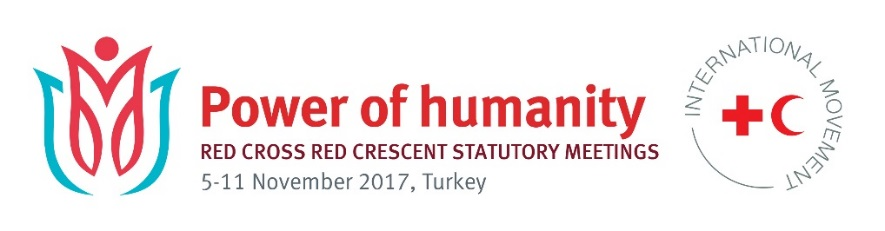 Power of humanity
RED CROSS RED CRESCENT STATUTORY MEETINGS
5-11 November 2017, Turkey
INTERNATIONAL MOVEMENT